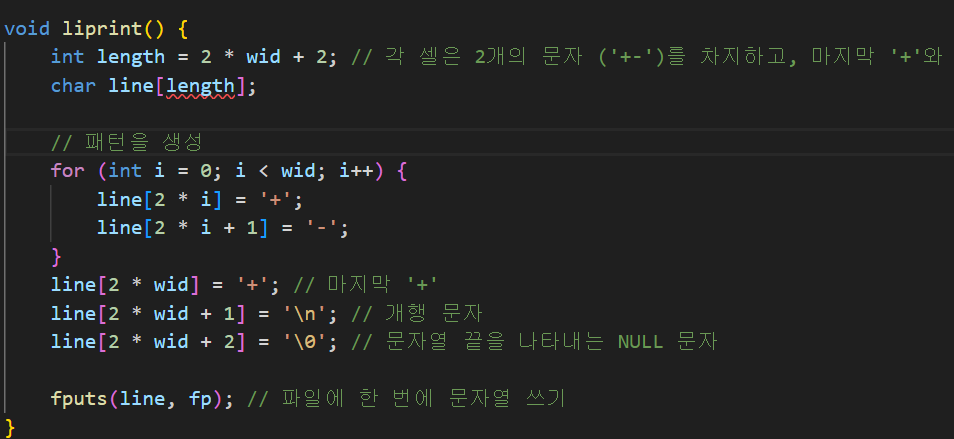 void liprint() {
int length = 2 * wid + 2; // 각 셀은 2개의 문자 ('+-')를 차지하고, 마지막 '+'와
char line[length];
// 패턴을 생성
for (int i = 0; i < wid; i++) {
line[2 * i] = '+';
line[2 * i + 1] = '-';
}
line[2 * wid] = '+'; // 마지막 '+'
line[2 * wid + 1] = '\n'; // 개행 문자
line[2 * wid + 2] = '\0'; // 문자열 끝을 나타내는 NULL 문자
fputs(line, fp); // 파일에 한 번에 문자열 쓰기
}